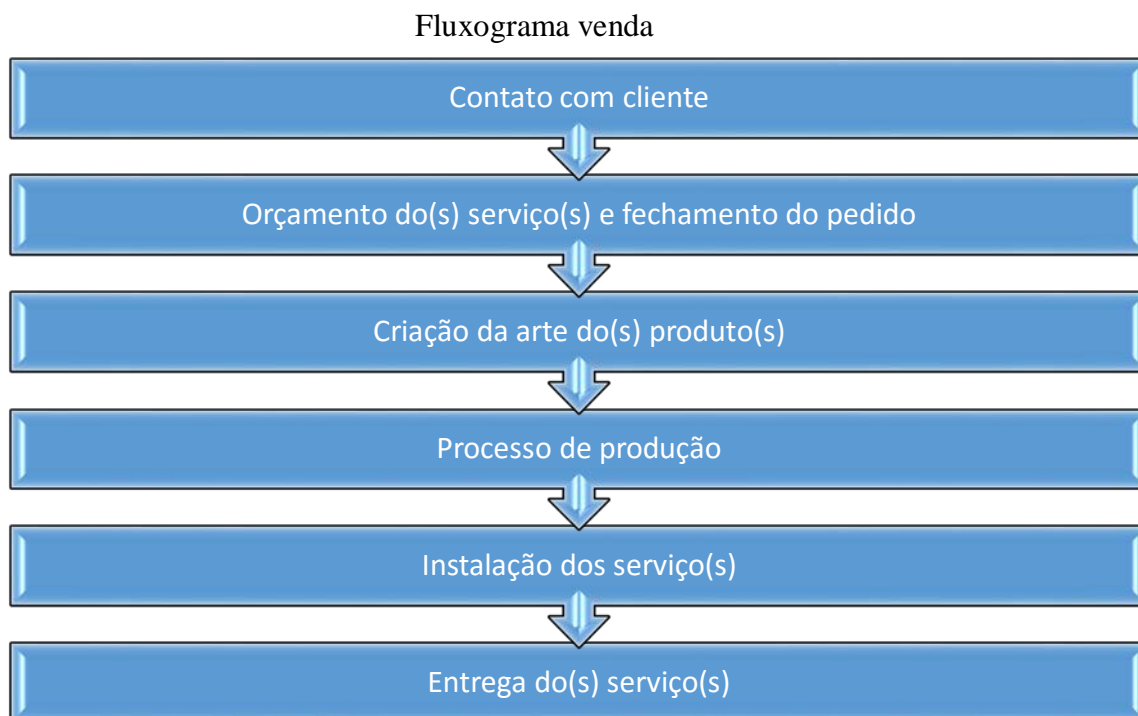 Fluxograma venda
Contato com cliente
Orçamento do(s) serviço(s) e fechamento do pedido
Criação da arte do(s) produto(s)
Processo de produção
Instalação dos serviço(s)
Entrega do(s) serviço(s)